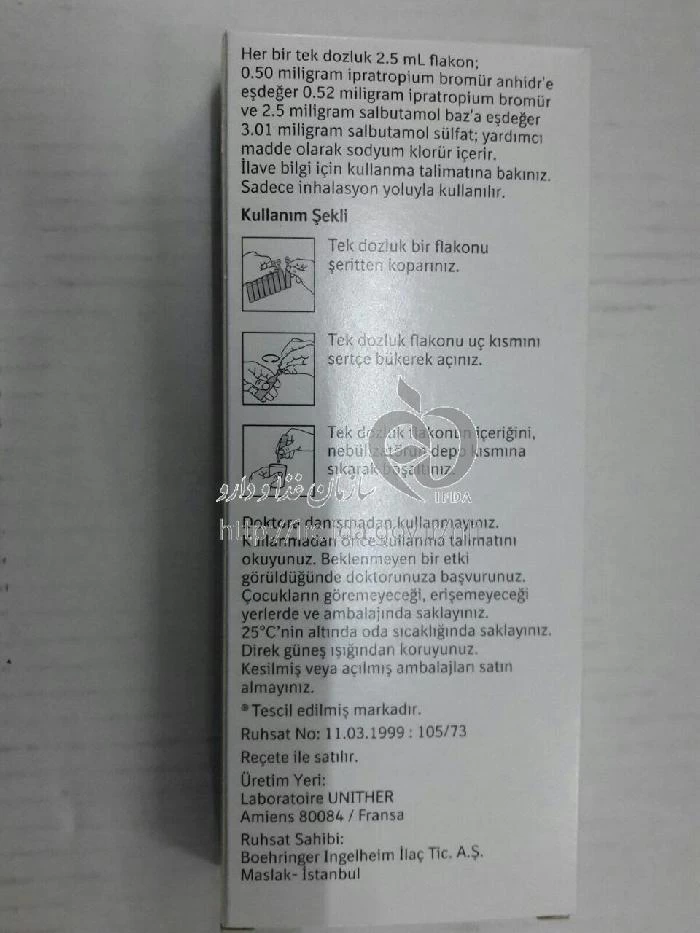 Her bir tek dozluk 2.5 mL flakon;
0.50 miligram ipratropium bromür anhidr'e
eşdeğer 0.52 miligram ipratropium bromür
ve 2.5 miligram salbutamol baz'a eşdeğer
3.01 miligram salbutamol sülfat; yardımcı
madde olarak sodyum klorür içerir.
İlave bilgi için kullanma talimatına bakınız.
Sadece inhalasyon yoluyla kullanılır.
Kullanım Şekli
Tek dozluk bir flakonu
şeritten koparınız.
Tek dozluk flakonu uç kısmını
sertçe bükerek açınız.
Tek dozluk flakonun içeriğini,
nebülizatörün depo kısmına
sıkarak boşaltınız.
سازمان غذا و دارو
IFDA
Doktora danışmadan kullanmayınız.
Kullanmadan önce kullanma talimatını
okuyunuz. Beklenmeyen bir etki
görüldüğünde doktorunuza başvurunuz.
Çocukların göremeyeceği, erişemeyeceği
yerlerde ve ambalajında saklayınız.
25°C'nin altında oda sıcaklığında saklayınız.
Direk güneş ışığından koruyunuz.
Kesilmiş veya açılmış ambalajları satın
almayınız.
® Tescil edilmiş markadır.
Ruhsat No: 11.03.1999 : 105/73
Reçete ile satılır.
Üretim Yeri:
Laboratoire UNITHER
Amiens 80084 / Fransa
Ruhsat Sahibi:
Boehringer Ingelheim İlaç Tic. A.Ş.
Maslak- İstanbul